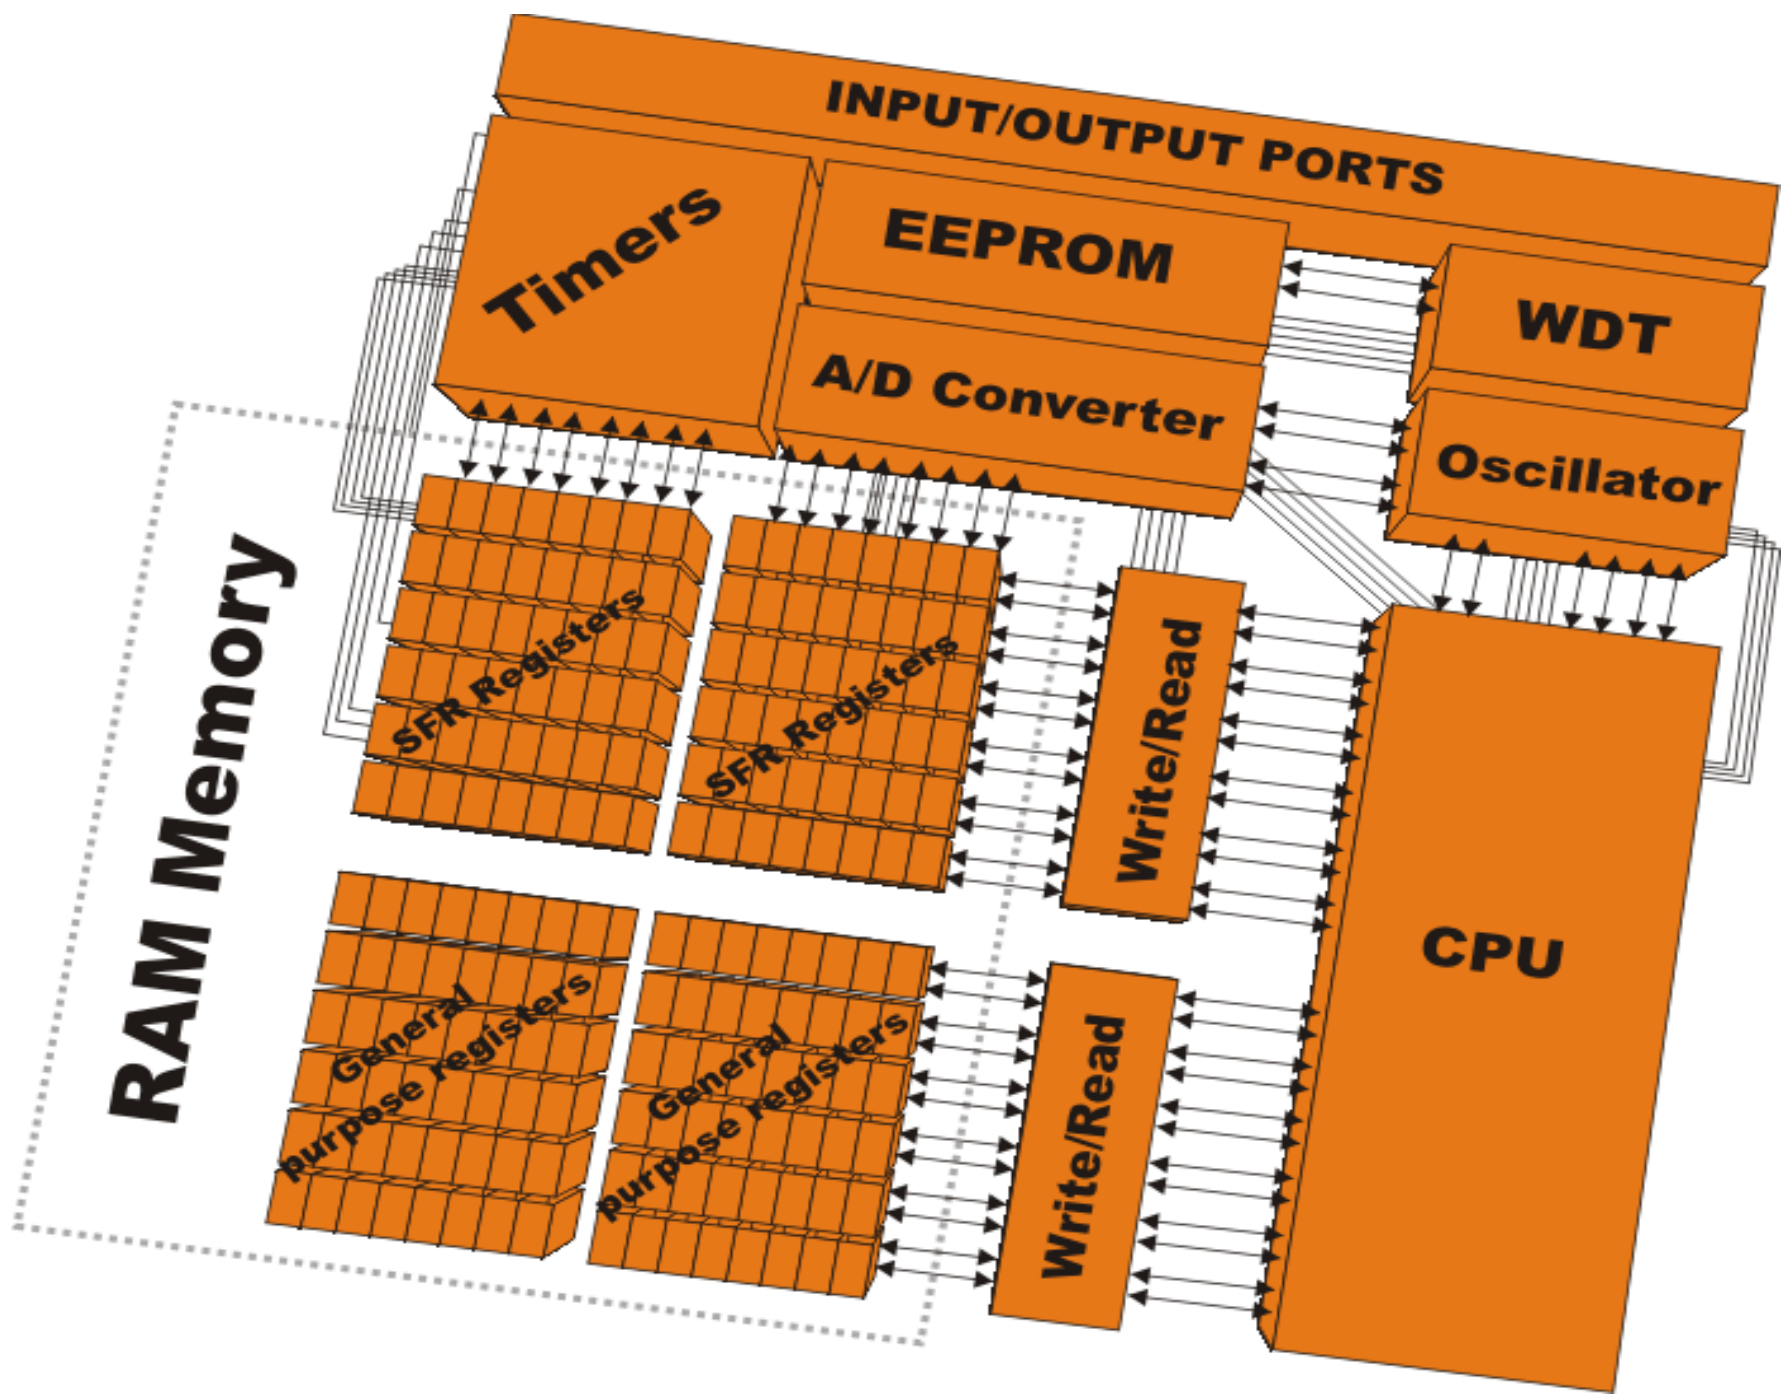 INPUT/OUTPUT PORTS
Timers
EEPROM
WDT
A/D Converter
Oscillator
RAM Memory
SFR Registers
SFR Registers
Write/Read
CPU
General
purpose registers
General
purpose registers
Write/Read